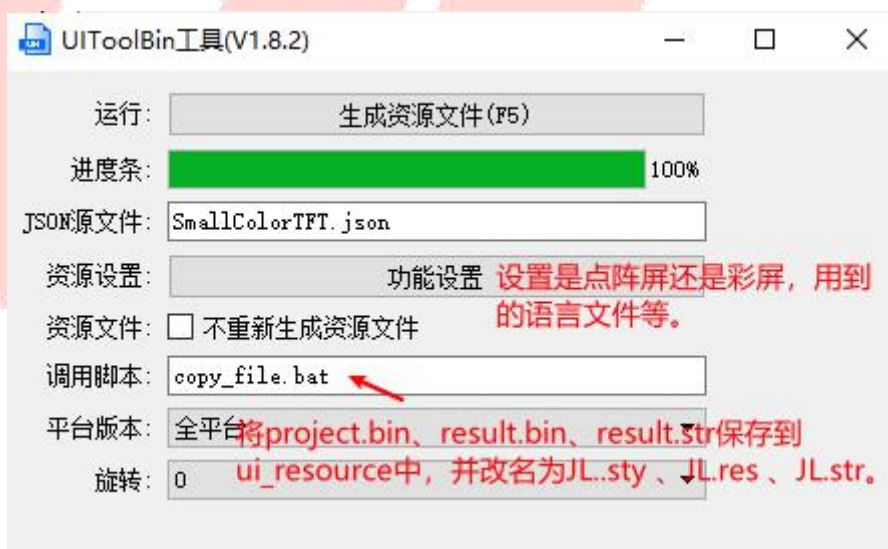 UIToolBin工具(V1.8.2)
运行: 生成资源文件(F5)
进度条: 100%
JSON源文件: SmallColorTFT.json
资源设置: 功能设置 设置是点阵屏还是彩屏，用到
的语言文件等。
资源文件: 不重新生成资源文件
调用脚本: copy_file.bat
平台版本: 全平台
将project.bin、result.bin、result.str保存到
旋转: 0
ui_resource中，并改名为JL..sty 、JL.res 、JL.str。